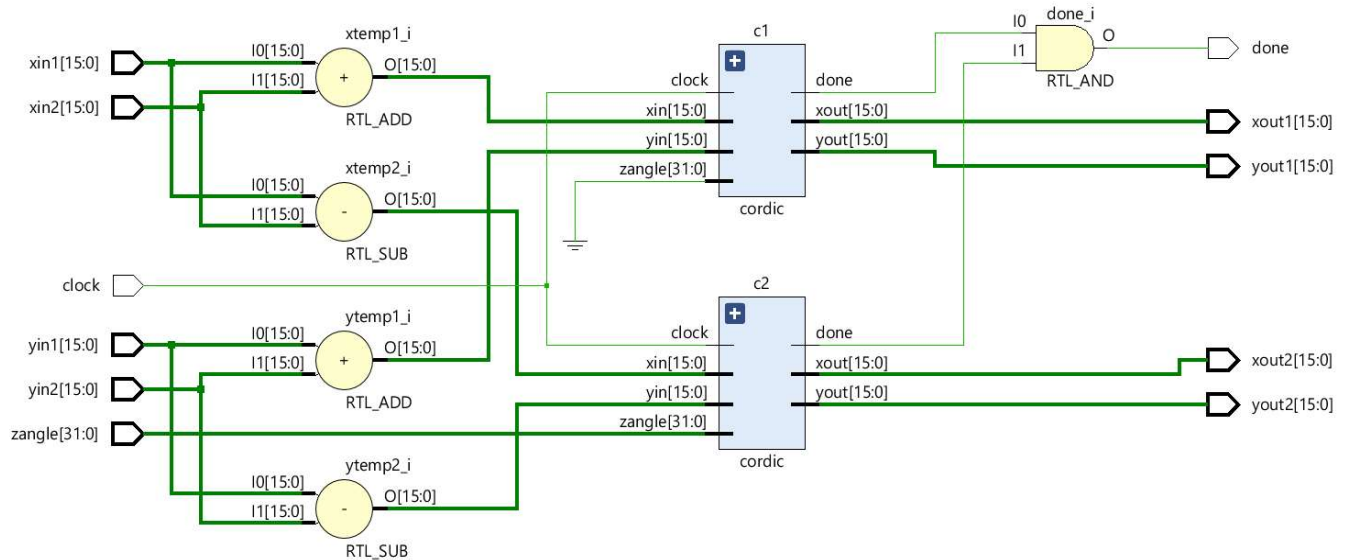 xtemp1_i
c1
done_i
I0
I1
O
done
RTL_AND
xin1[15:0]
xin2[15:0]
I0[15:0]
I1[15:0]
+
O[15:0]
RTL_ADD
clock
xin[15:0]
yin[15:0]
zangle[31:0]
done
xout[15:0]
yout[15:0]
cordic
xout1[15:0]
yout1[15:0]
xtemp2_i
I0[15:0]
I1[15:0]
-
O[15:0]
RTL_SUB
clock
c2
ytemp1_i
yin1[15:0]
yin2[15:0]
zangle[31:0]
I0[15:0]
I1[15:0]
+
O[15:0]
RTL_ADD
clock
xin[15:0]
yin[15:0]
zangle[31:0]
done
xout[15:0]
yout[15:0]
cordic
xout2[15:0]
yout2[15:0]
ytemp2_i
I0[15:0]
I1[15:0]
-
O[15:0]
RTL_SUB